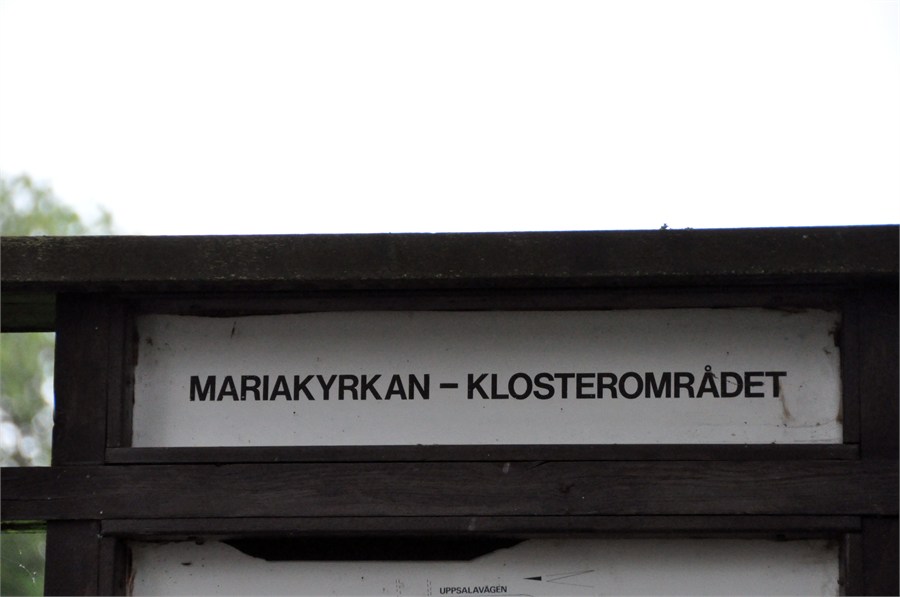 MARIAKYRKAN – KLOSTEROMRÅDET
UPPSALAVÄGEN